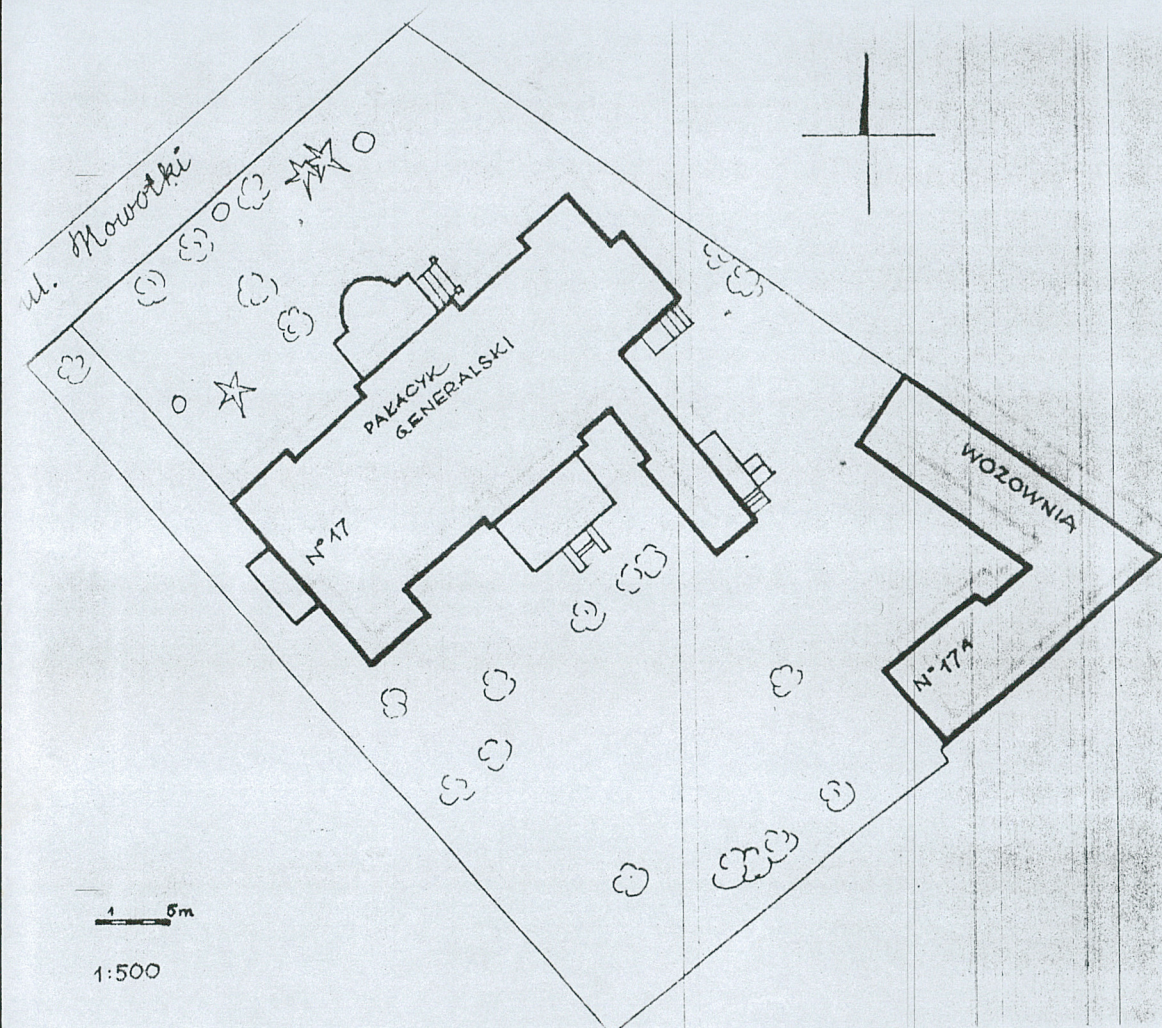 ul. Nowotki
PAŁACYK
GENERALSKI
WOZOWNIA
N° 17
N° 17A
1 5m
1:500